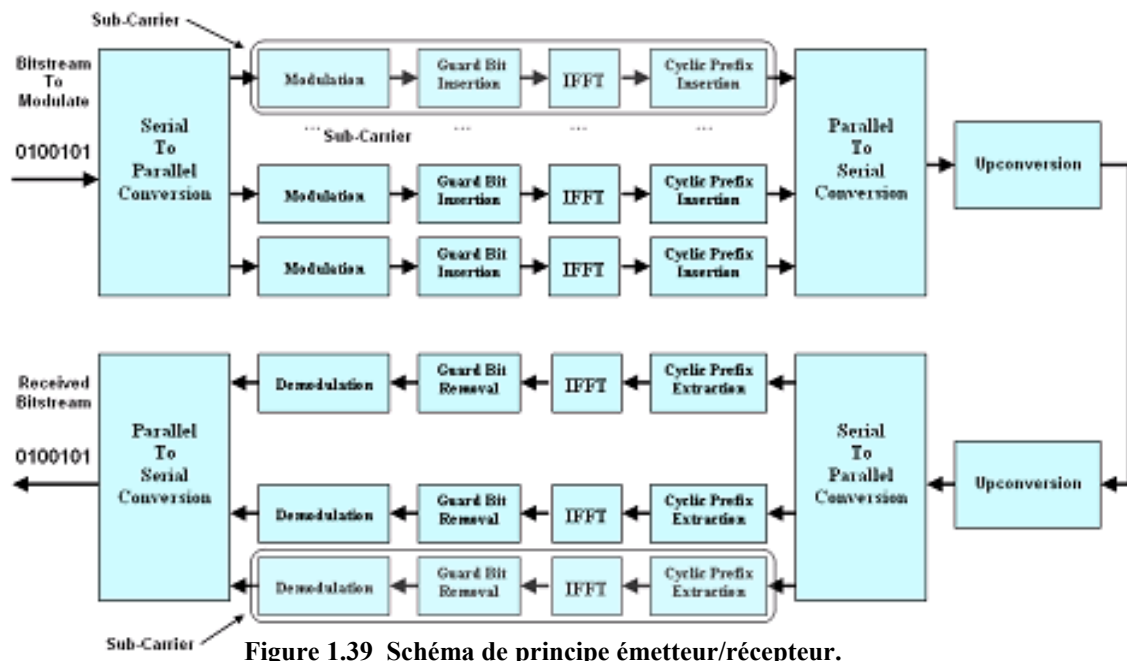 Sub-Carrier
Bitstream
To
Modulate
0100101
Serial
To
Parallel
Conversion
Modulation
Guard Bit
Insertion
IFFT
Cyclic Prefix
Insertion
...
Sub-Carrier
...
...
...
Modulation
Guard Bit
Insertion
IFFT
Cyclic Prefix
Insertion
Modulation
Guard Bit
Insertion
IFFT
Cyclic Prefix
Insertion
Parallel
To
Serial
Conversion
Upconversion
Received
Bitstream
0100101
Parallel
To
Serial
Conversion
Demodulation
Guard Bit
Removal
IFFT
Cyclic Prefix
Extraction
Demodulation
Guard Bit
Removal
IFFT
Cyclic Prefix
Extraction
Demodulation
Guard Bit
Removal
IFFT
Cyclic Prefix
Extraction
Serial
To
Parallel
Conversion
Upconversion
Sub-Carrier
Figure 1.39 Schéma de principe émetteur/récepteur.